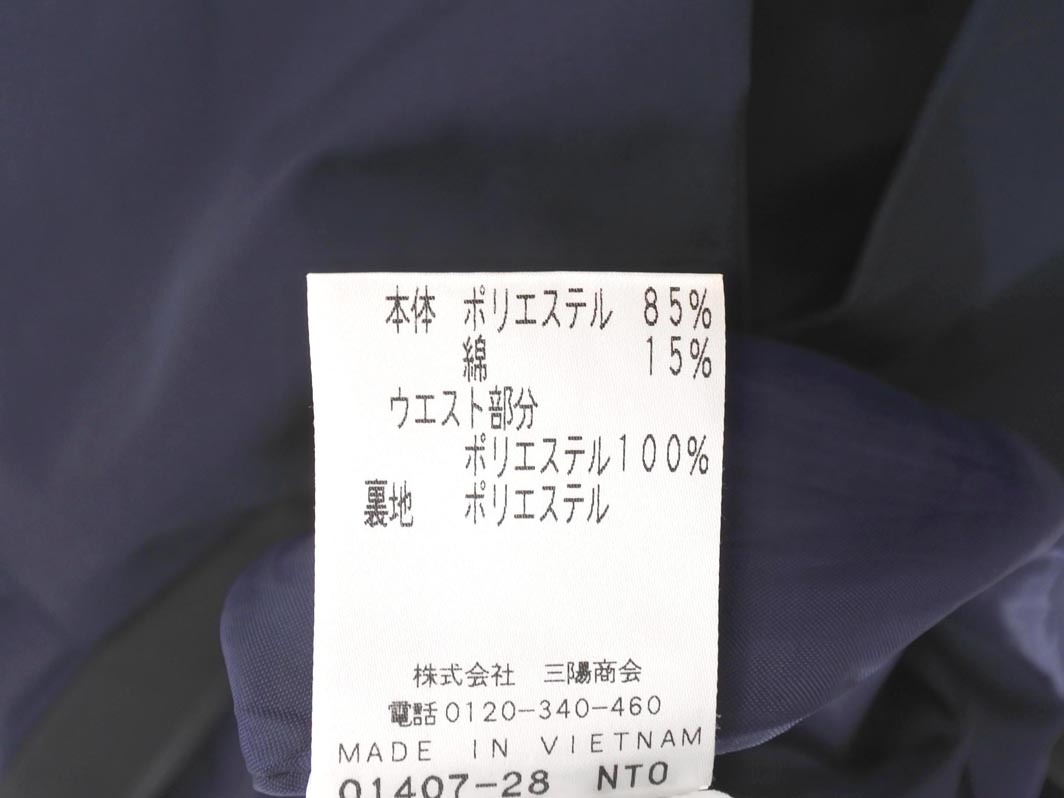 本体 ポリエステル 85%
綿 15%
ウエスト部分
ポリエステル100%
裏地 ポリエステル
株式会社 三陽商会
電話0120-340-460
MADE IN VIETNAM
01407-28 NTO